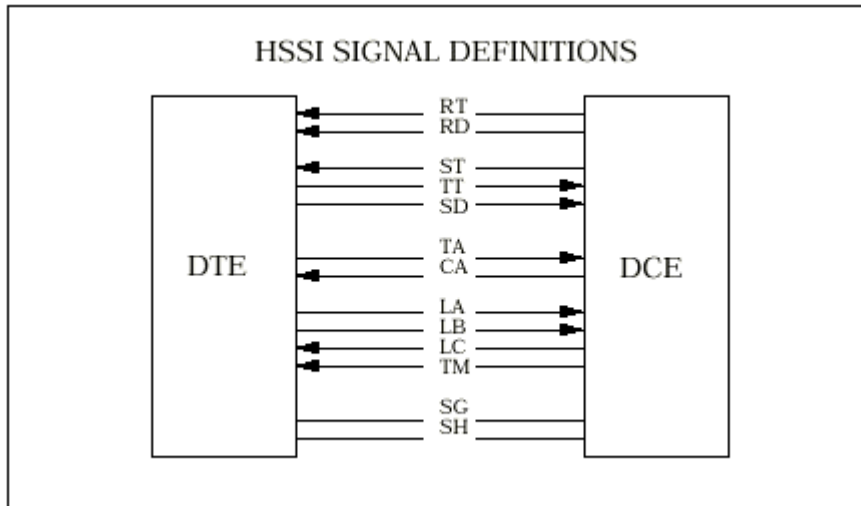 HSSI SIGNAL DEFINITIONS
RT
RD
ST
TT
SD
TA
DTE
CA
DCE
LA
LB
LC
TM
SG
SH